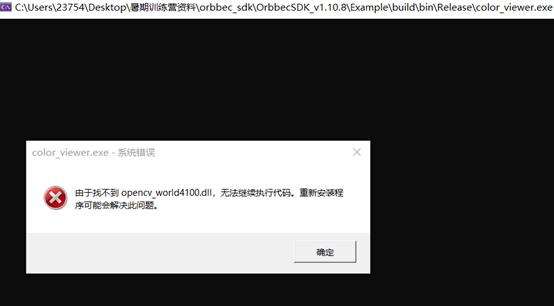 C:\Users\23754\Desktop\暑期训练营资料\orbbec_sdk\OrbbecSDK_v1.10.8\Example\build\bin\Release\color_viewer.exe
color_viewer.exe - 系统错误
由于找不到 opencv_world4100.dll，无法继续执行代码。重新安装程
序可能会解决此问题。
确定